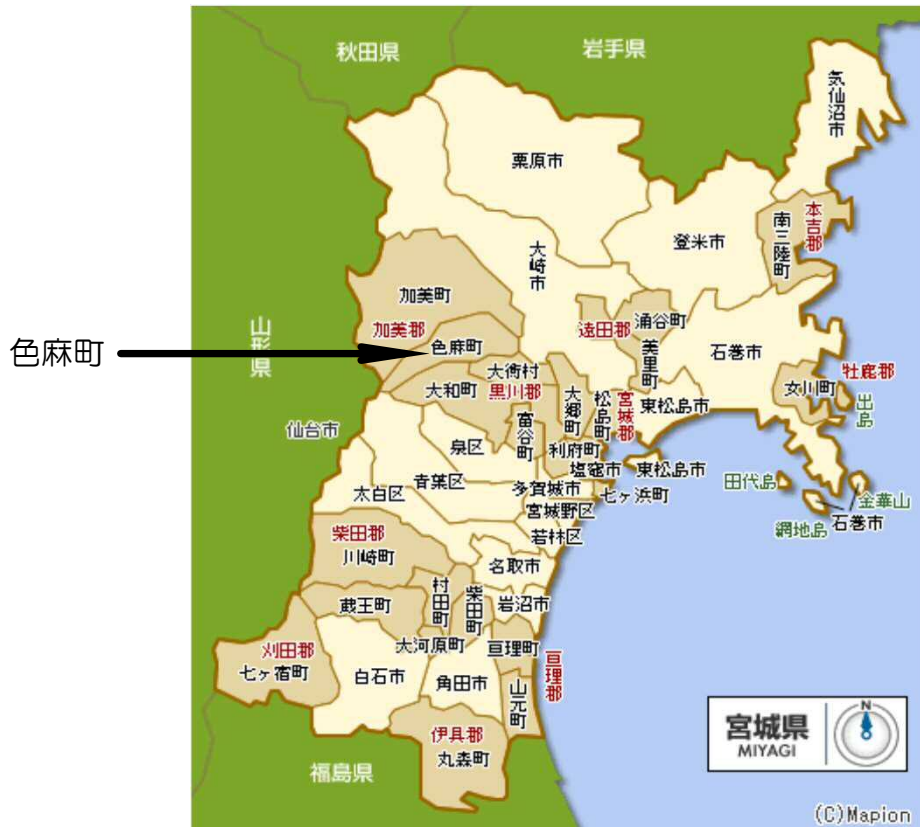 秋田県
岩手県
気仙沼市
栗原市
本吉郡
南三陸町
登米市
大崎市
加美町
山形県
加美郡
色麻町
色麻町
遠田郡
涌谷町
美里町
石巻市
牡鹿郡
女川町
出島
大衡村
大和町
黒川郡
大郷町
松島町
宮城郡
東松島市
富谷町
仙台市
泉区
利府町
塩竈市
東松島市
青葉区
太白区
多賀城市
七ヶ浜町
田代島
金華山
宮城野区
石巻市
網地島
若林区
柴田郡
川崎町
名取市
村田町
柴田町
岩沼市
蔵王町
大河原町
亘理町
亘理郡
刈田郡
七ヶ宿町
白石市
角田市
山元町
伊具郡
丸森町
福島県
宮城県
MIYAGI
N
(C)Mapion